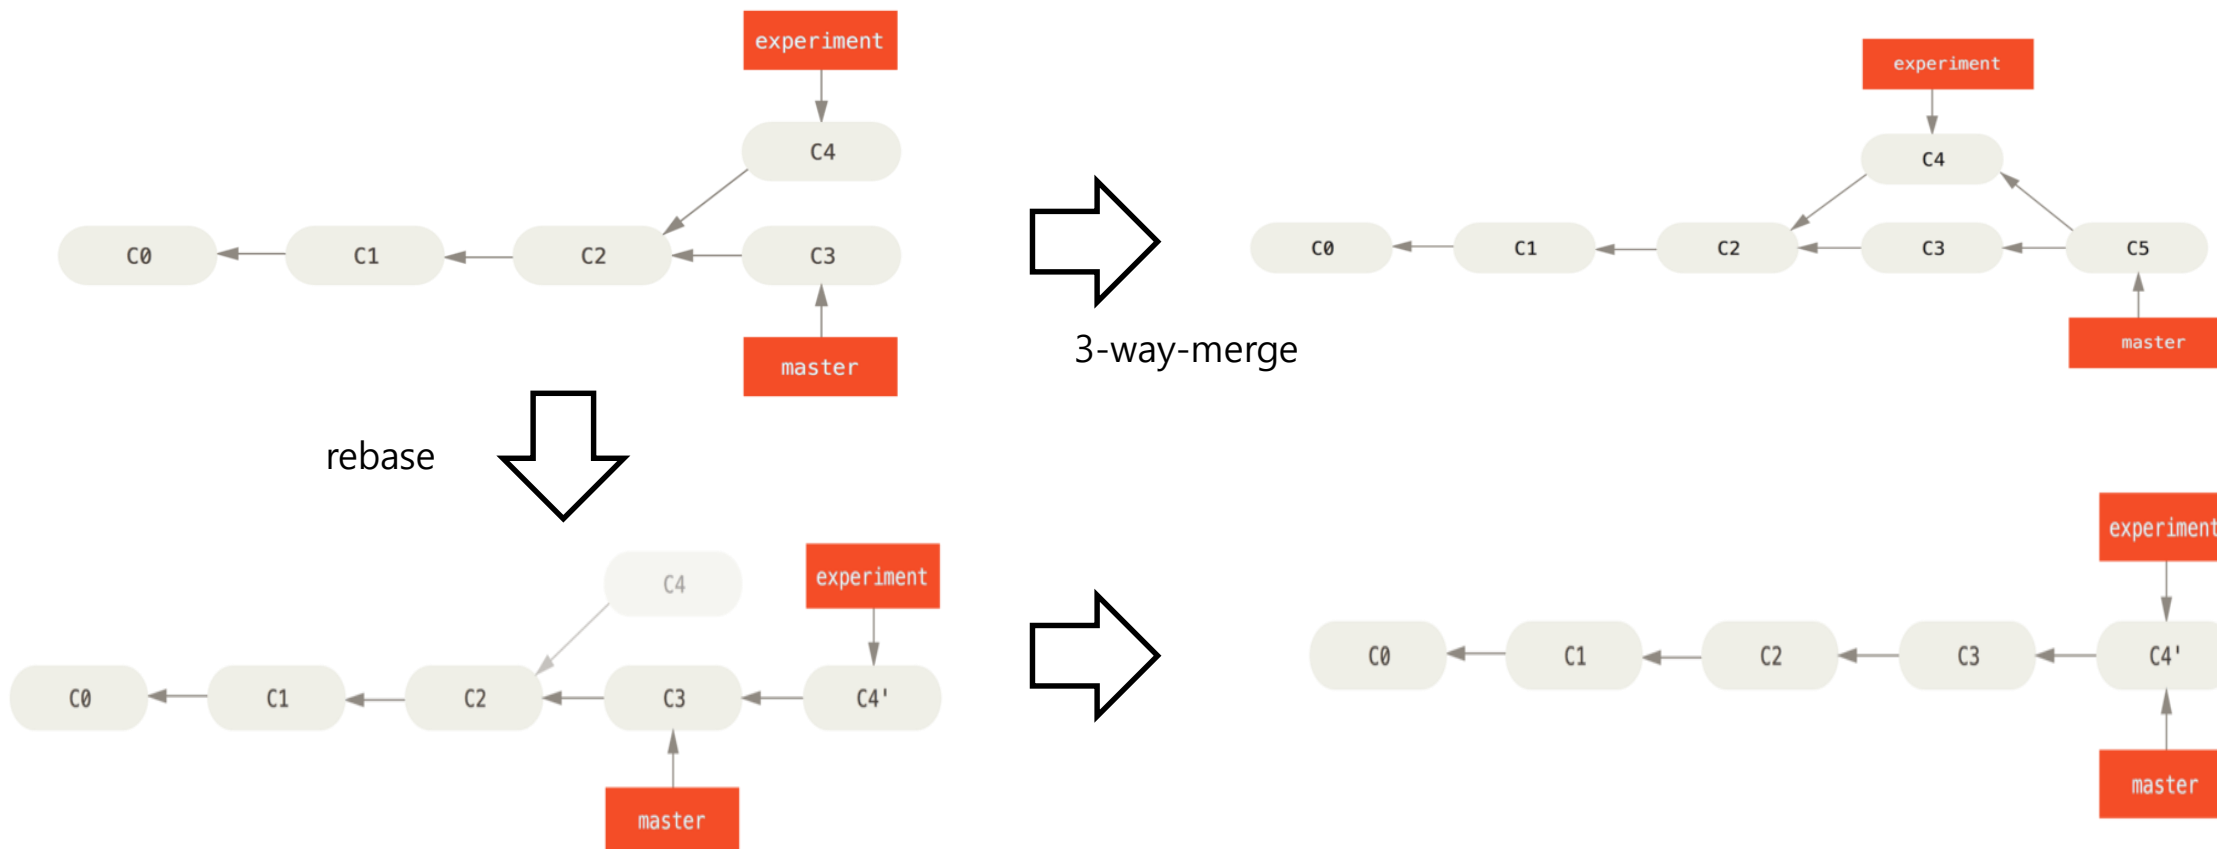 experiment
C4
C0 C1 C2 C3
master
3-way-merge
experiment
C4
C0 C1 C2 C3 C5
master
rebase
C4
experiment
C0 C1 C2 C3 C4'
master
experiment
C0 C1 C2 C3 C4'
master